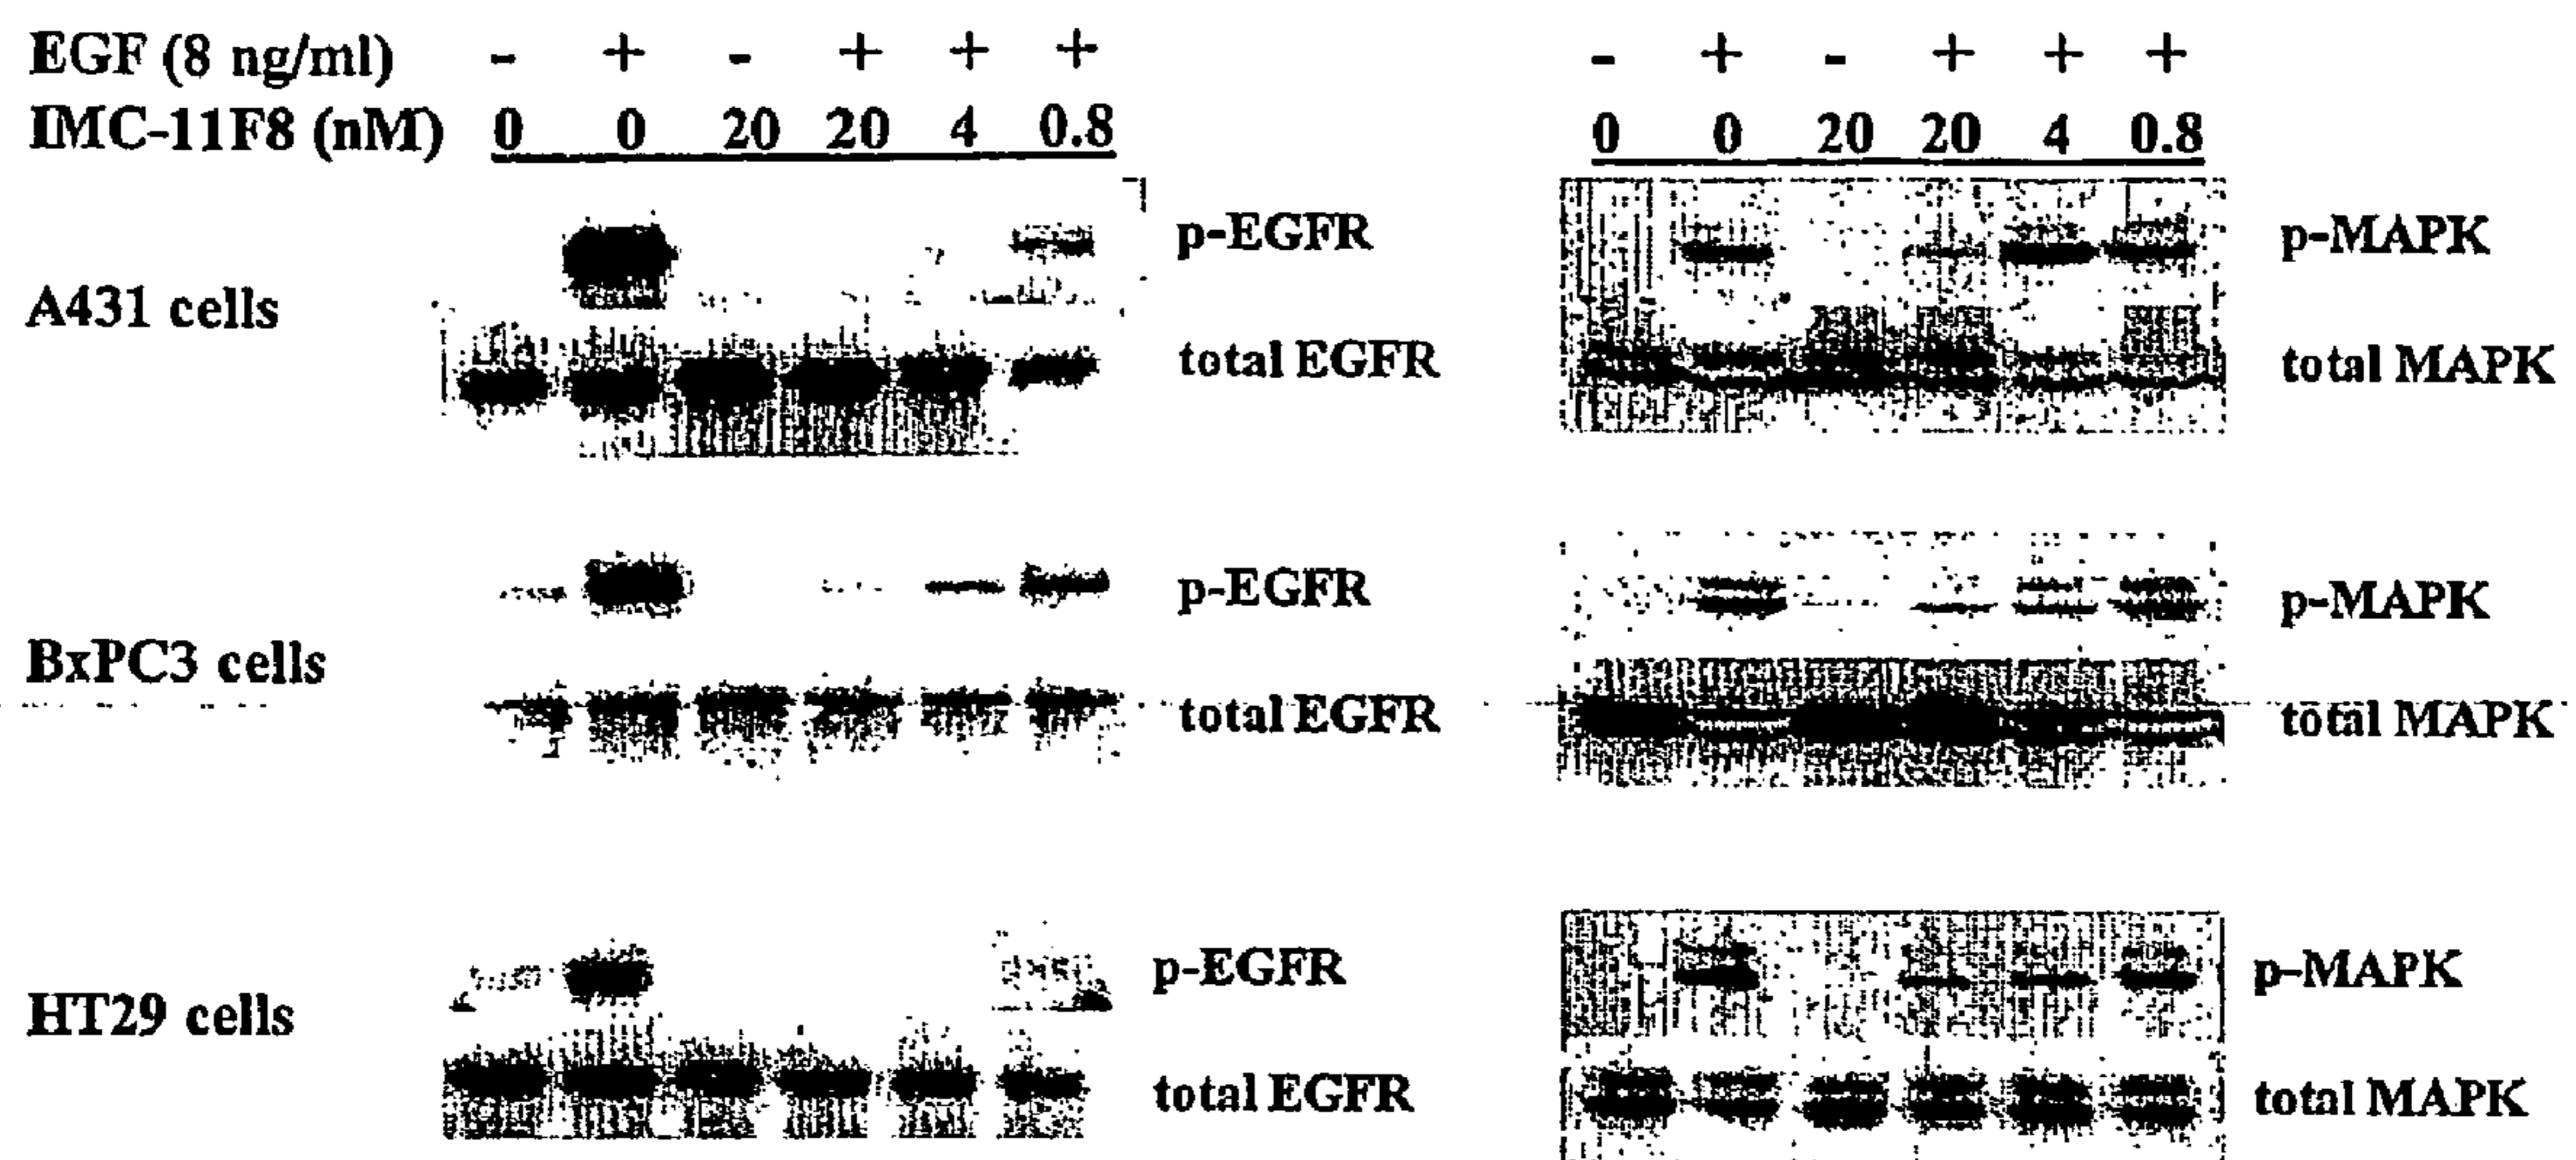 EGF (8 ng/ml) - + - + + + - + - + + +
IMC-11F8 (nM) 0 0 20 20 4 0.8 0 0 20 20 4 0.8
p-EGFR p-MAPK
A431 cells
total EGFR total MAPK
p-EGFR p-MAPK
BxPC3 cells
total EGFR total MAPK
p-EGFR p-MAPK
HT29 cells
total EGFR total MAPK